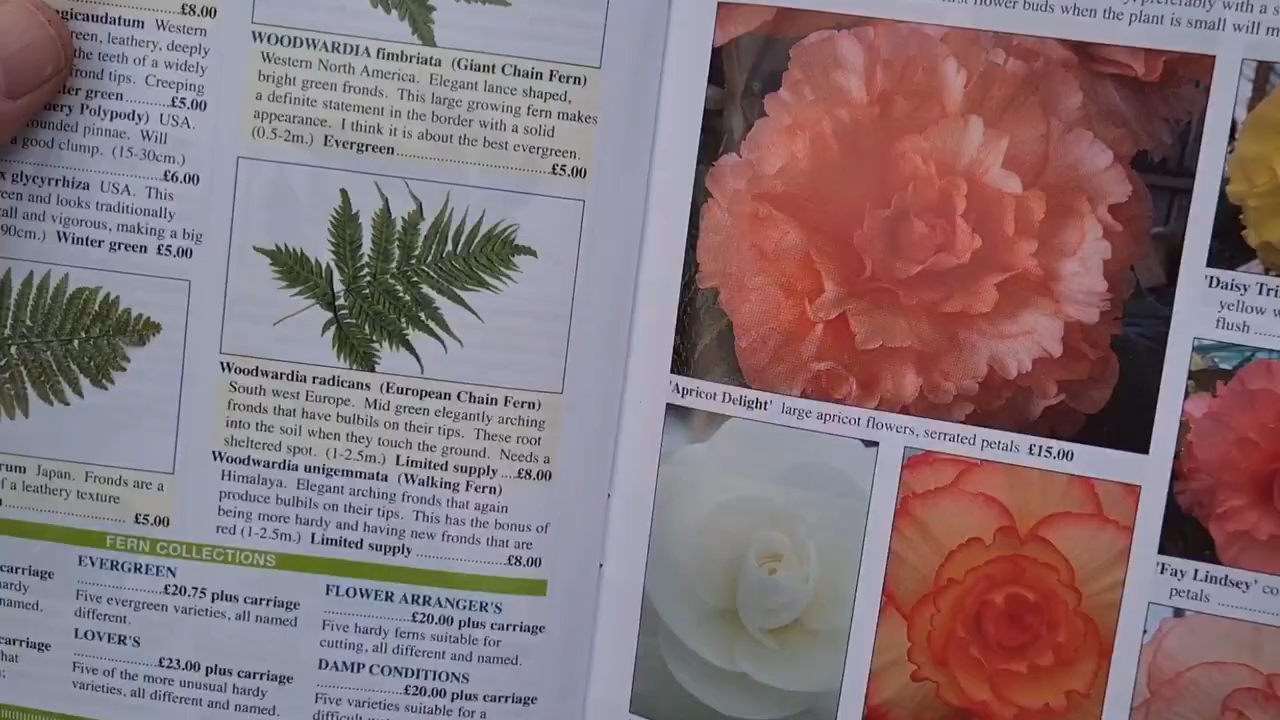 £8.00
agicaudatum Western
reen, leathery, deeply
the teeth of a widely
frond tips. Creeping
ter green..........£5.00
ery Polypody) USA.
ounded pinnae. Will
a good clump. (15-30cm.)
£6.00
x glycyrrhiza USA. This
een and looks traditionally
all and vigorous, making a big
90cm.) Winter green £5.00
rum Japan. Fronds are a
f a leathery texture
£5.00
WOODWARDIA fimbriata (Giant Chain Fern)
Western North America. Elegant lance shaped,
bright green fronds. This large growing fern makes
a definite statement in the border with a solid
appearance. I think it is about the best evergreen.
(0.5-2m.) Evergreen..............................£5.00
Woodwardia radicans (European Chain Fern)
South west Europe. Mid green elegantly arching
fronds that have bulbils on their tips. These root
into the soil when they touch the ground. Needs a
sheltered spot. (1-2.5m.) Limited supply....£8.00
Woodwardia unigemmata (Walking Fern)
Himalaya. Elegant arching fronds that again
produce bulbils on their tips. This has the bonus of
being more hardy and having new fronds that are
red (1-2.5m.) Limited supply.......................£8.00
FERN COLLECTIONS
carriage
ardy
named.
carriage
hat
EVERGREEN
....................£20.75 plus carriage
Five evergreen varieties, all named
different.
LOVER'S
....................£23.00 plus carriage
Five of the more unusual hardy
varieties, all different and named.
FLOWER ARRANGER'S
....................£20.00 plus carriage
Five hardy ferns suitable for
cutting, all different and named.
DAMP CONDITIONS
....................£20.00 plus carriage
Five varieties suitable for a
preferably with a s
flower buds when the plant is small will m
'Apricot Delight' large apricot flowers, serrated petals £15.00
'Daisy Tri
yellow w
flush
'Fay Lindsey' co
petals